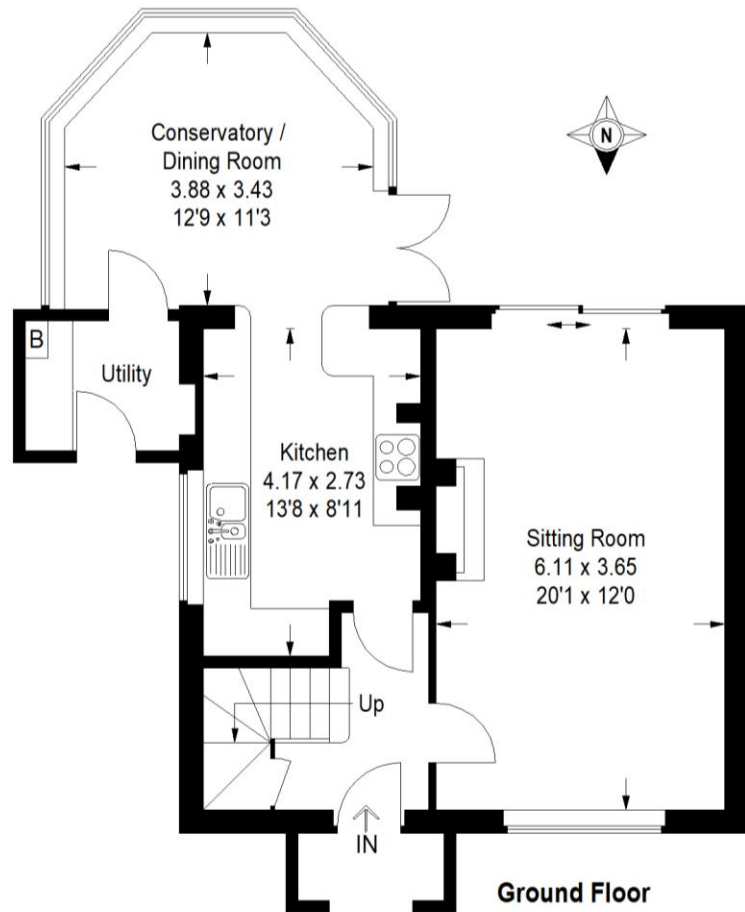 Conservatory /
Dining Room
3.88 x 3.43
12'9 x 11'3
N
B
Utility
Kitchen
4.17 x 2.73
13'8 x 8'11
Sitting Room
6.11 x 3.65
20'1 x 12'0
Up
IN
Ground Floor